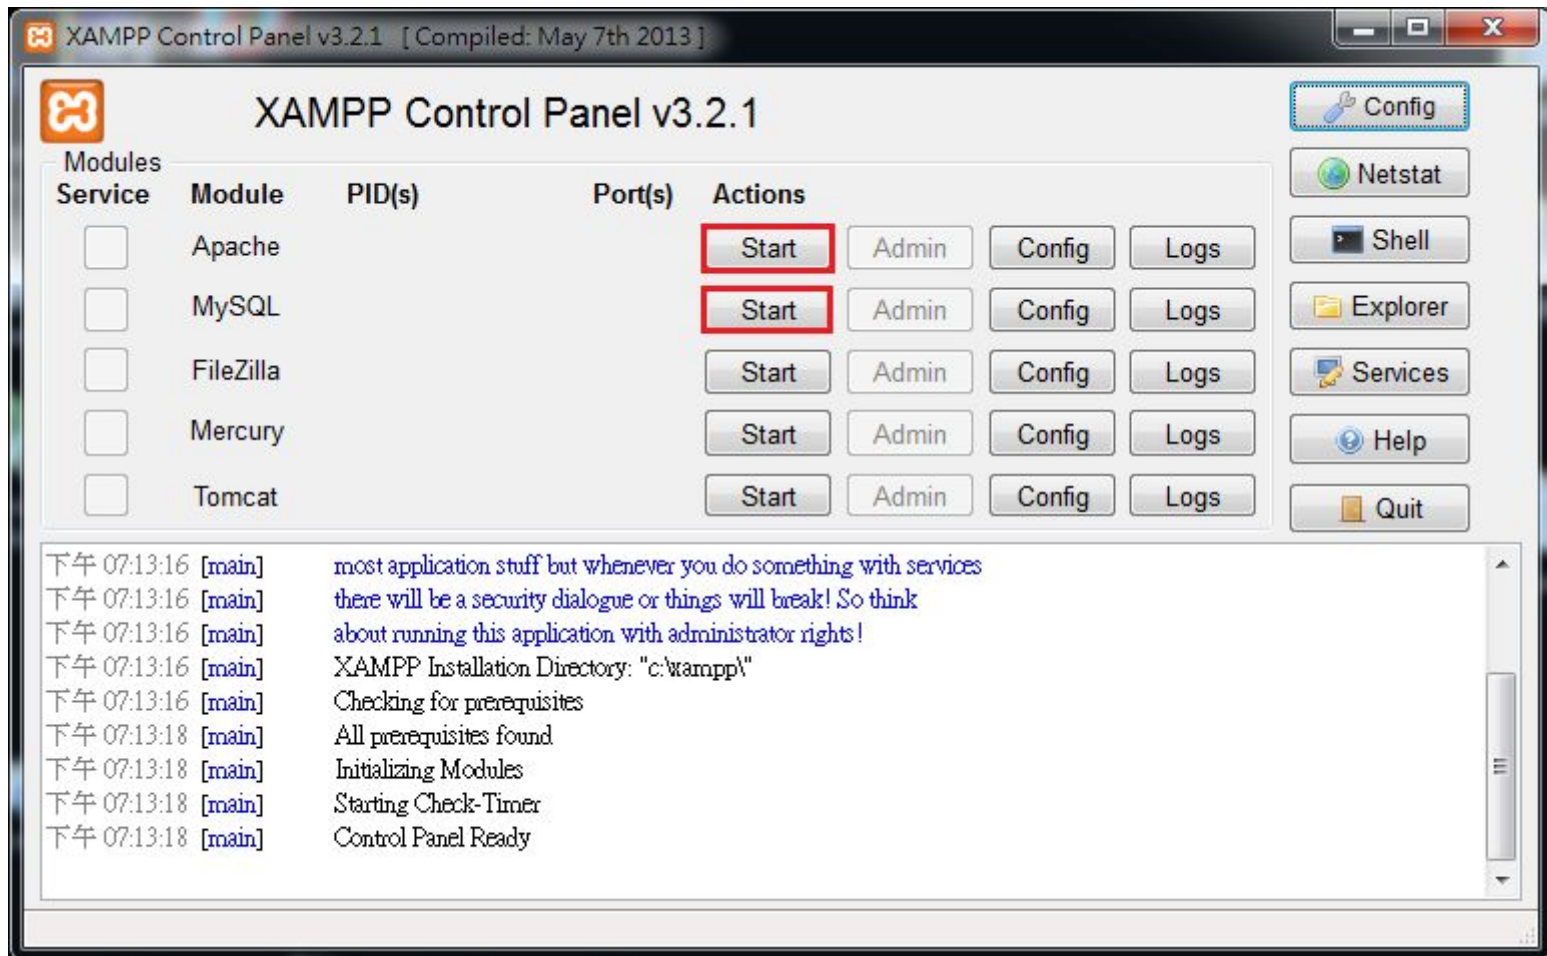 XAMPP Control Panel v3.2.1 [ Compiled: May 7th 2013 ]
XAMPP Control Panel v3.2.1
Config
Modules
Netstat
Service Module PID(s) Port(s) Actions
Apache Start Admin Config Logs
Shell
MySQL Start Admin Config Logs
Explorer
FileZilla Start Admin Config Logs
Services
Mercury Start Admin Config Logs
Help
Tomcat Start Admin Config Logs
Quit
下午 07:13:16 [main] most application stuff but whenever you do something with services
下午 07:13:16 [main] there will be a security dialogue or things will break! So think
下午 07:13:16 [main] about running this application with administrator rights!
下午 07:13:16 [main] XAMPP Installation Directory: "c:\xampp\"
下午 07:13:16 [main] Checking for prerequisites
下午 07:13:18 [main] All prerequisites found
下午 07:13:18 [main] Initializing Modules
下午 07:13:18 [main] Starting Check-Timer
下午 07:13:18 [main] Control Panel Ready